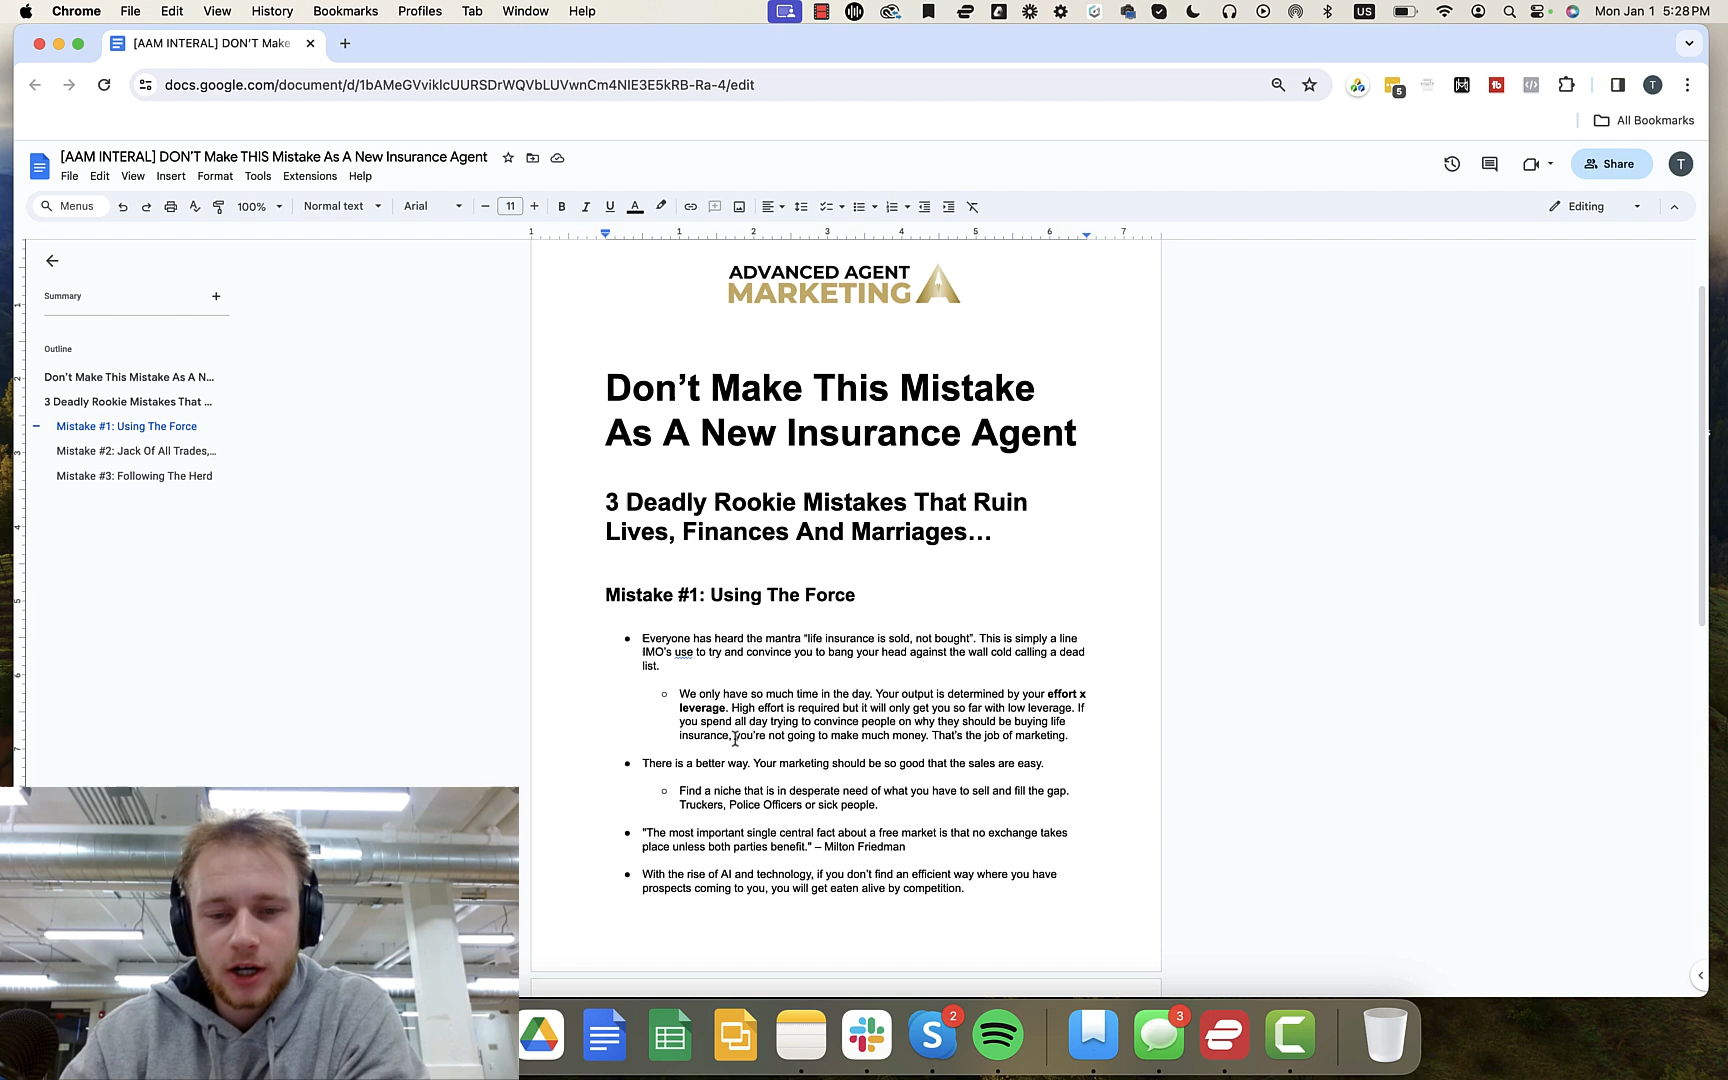 Chrome File Edit View History Bookmarks Profiles Tab Window Help US Mon Jan 1 5:28 PM
[AAM INTERAL] DON'T Make
docs.google.com/document/d/1bAMeGVviklcUURSDrWQVbLUVwnCm4NIE3E5kRB-Ra-4/edit 5 T
All Bookmarks
[AAM INTERAL] DON'T Make THIS Mistake As A New Insurance Agent
File Edit View Insert Format Tools Extensions Help Share T
Menus 100% Normal text Arial 11 B I U A Editing
1 1 2 3 4 5 6 7
Summary
Outline
Don't Make This Mistake As A N...
3 Deadly Rookie Mistakes That ...
Mistake #1: Using The Force
Mistake #2: Jack Of All Trades,...
Mistake #3: Following The Herd
ADVANCED AGENT
MARKETING
Don't Make This Mistake
As A New Insurance Agent
3 Deadly Rookie Mistakes That Ruin
Lives, Finances And Marriages...
Mistake #1: Using The Force
Everyone has heard the mantra "life insurance is sold, not bought". This is simply a line
IMO's use to try and convince you to bang your head against the wall cold calling a dead
list.
We only have so much time in the day. Your output is determined by your effort x
leverage. High effort is required but it will only get you so far with low leverage. If
you spend all day trying to convince people on why they should be buying life
insurance, you're not going to make much money. That's the job of marketing.
There is a better way. Your marketing should be so good that the sales are easy.
Find a niche that is in desperate need of what you have to sell and fill the gap.
Truckers, Police Officers or sick people.
"The most important single central fact about a free market is that no exchange takes
place unless both parties benefit." – Milton Friedman
With the rise of AI and technology, if you don't find an efficient way where you have
prospects coming to you, you will get eaten alive by competition.
2 3